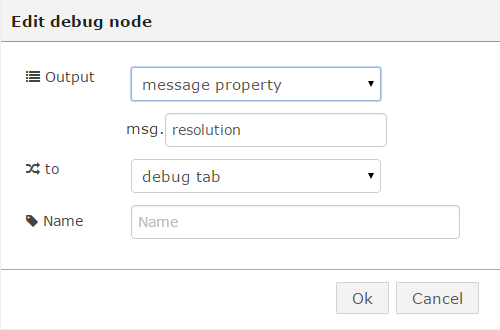 Edit debug node
Output message property
msg. resolution
to debug tab
Name Name
Ok Cancel